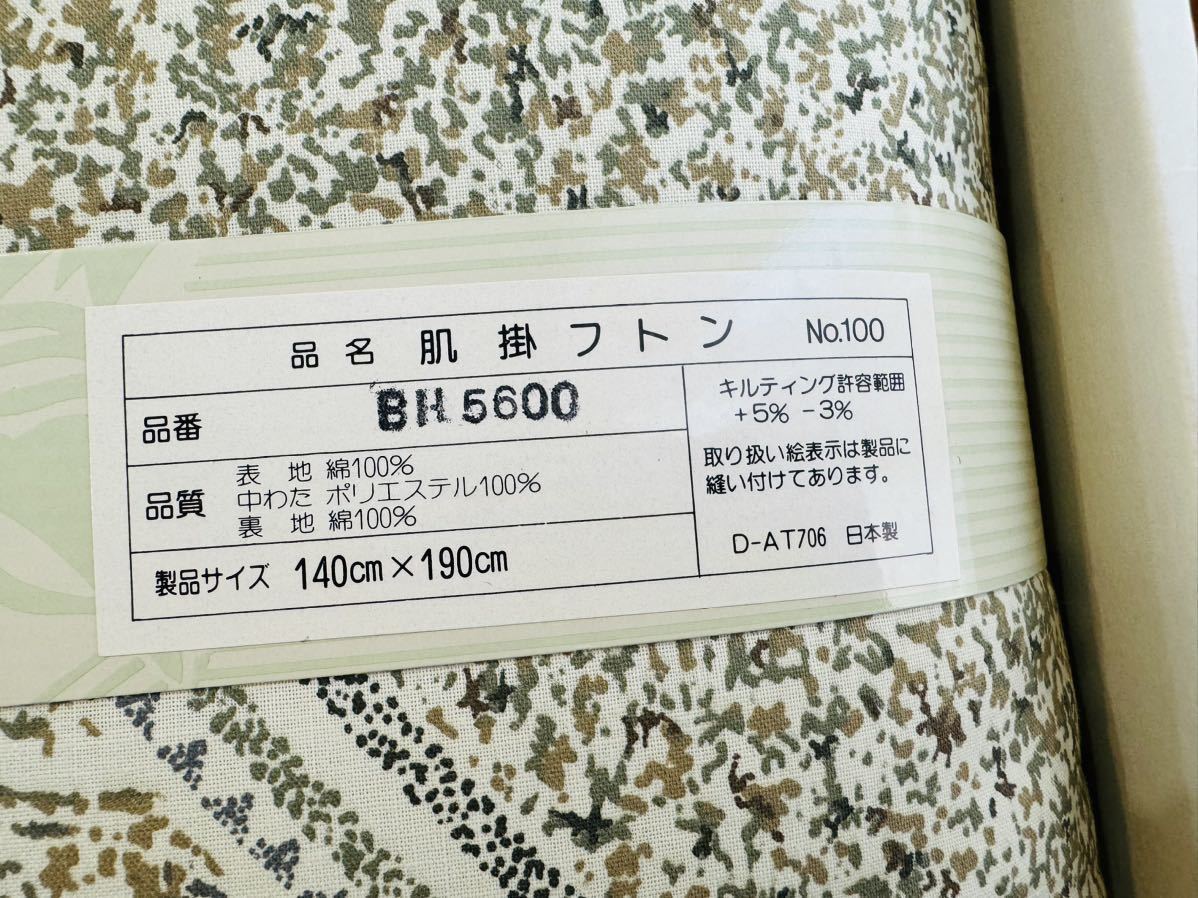 品名 肌掛フトン No.100
品番 BH5600
品質 表地 綿100%
中わた ポリエステル100%
裏地 綿100%
製品サイズ 140cm×190cm
キルティング許容範囲
+5% -3%
取り扱い絵表示は製品に
縫い付けてあります。
D-AT706 日本製